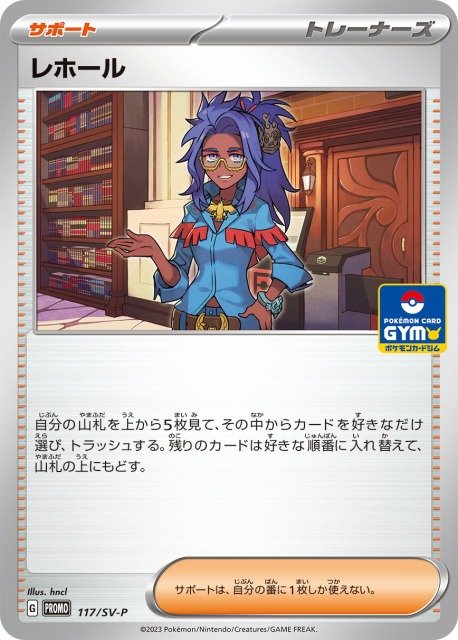 サポート
トレーナーズ
レホール
POKÉMON CARD
GYM
ポケモンカードジム
自分の山札を上から5枚見て、その中からカードを好きなだけ
選び、トラッシュする。残りのカードは好きな順番に入れ替えて、
山札の上にもどす。
Illus. hncl
サポートは、自分の番に1枚しか使えない。
G PROMO 117/SV-P
©2023 Pokémon/Nintendo/Creatures/GAME FREAK.